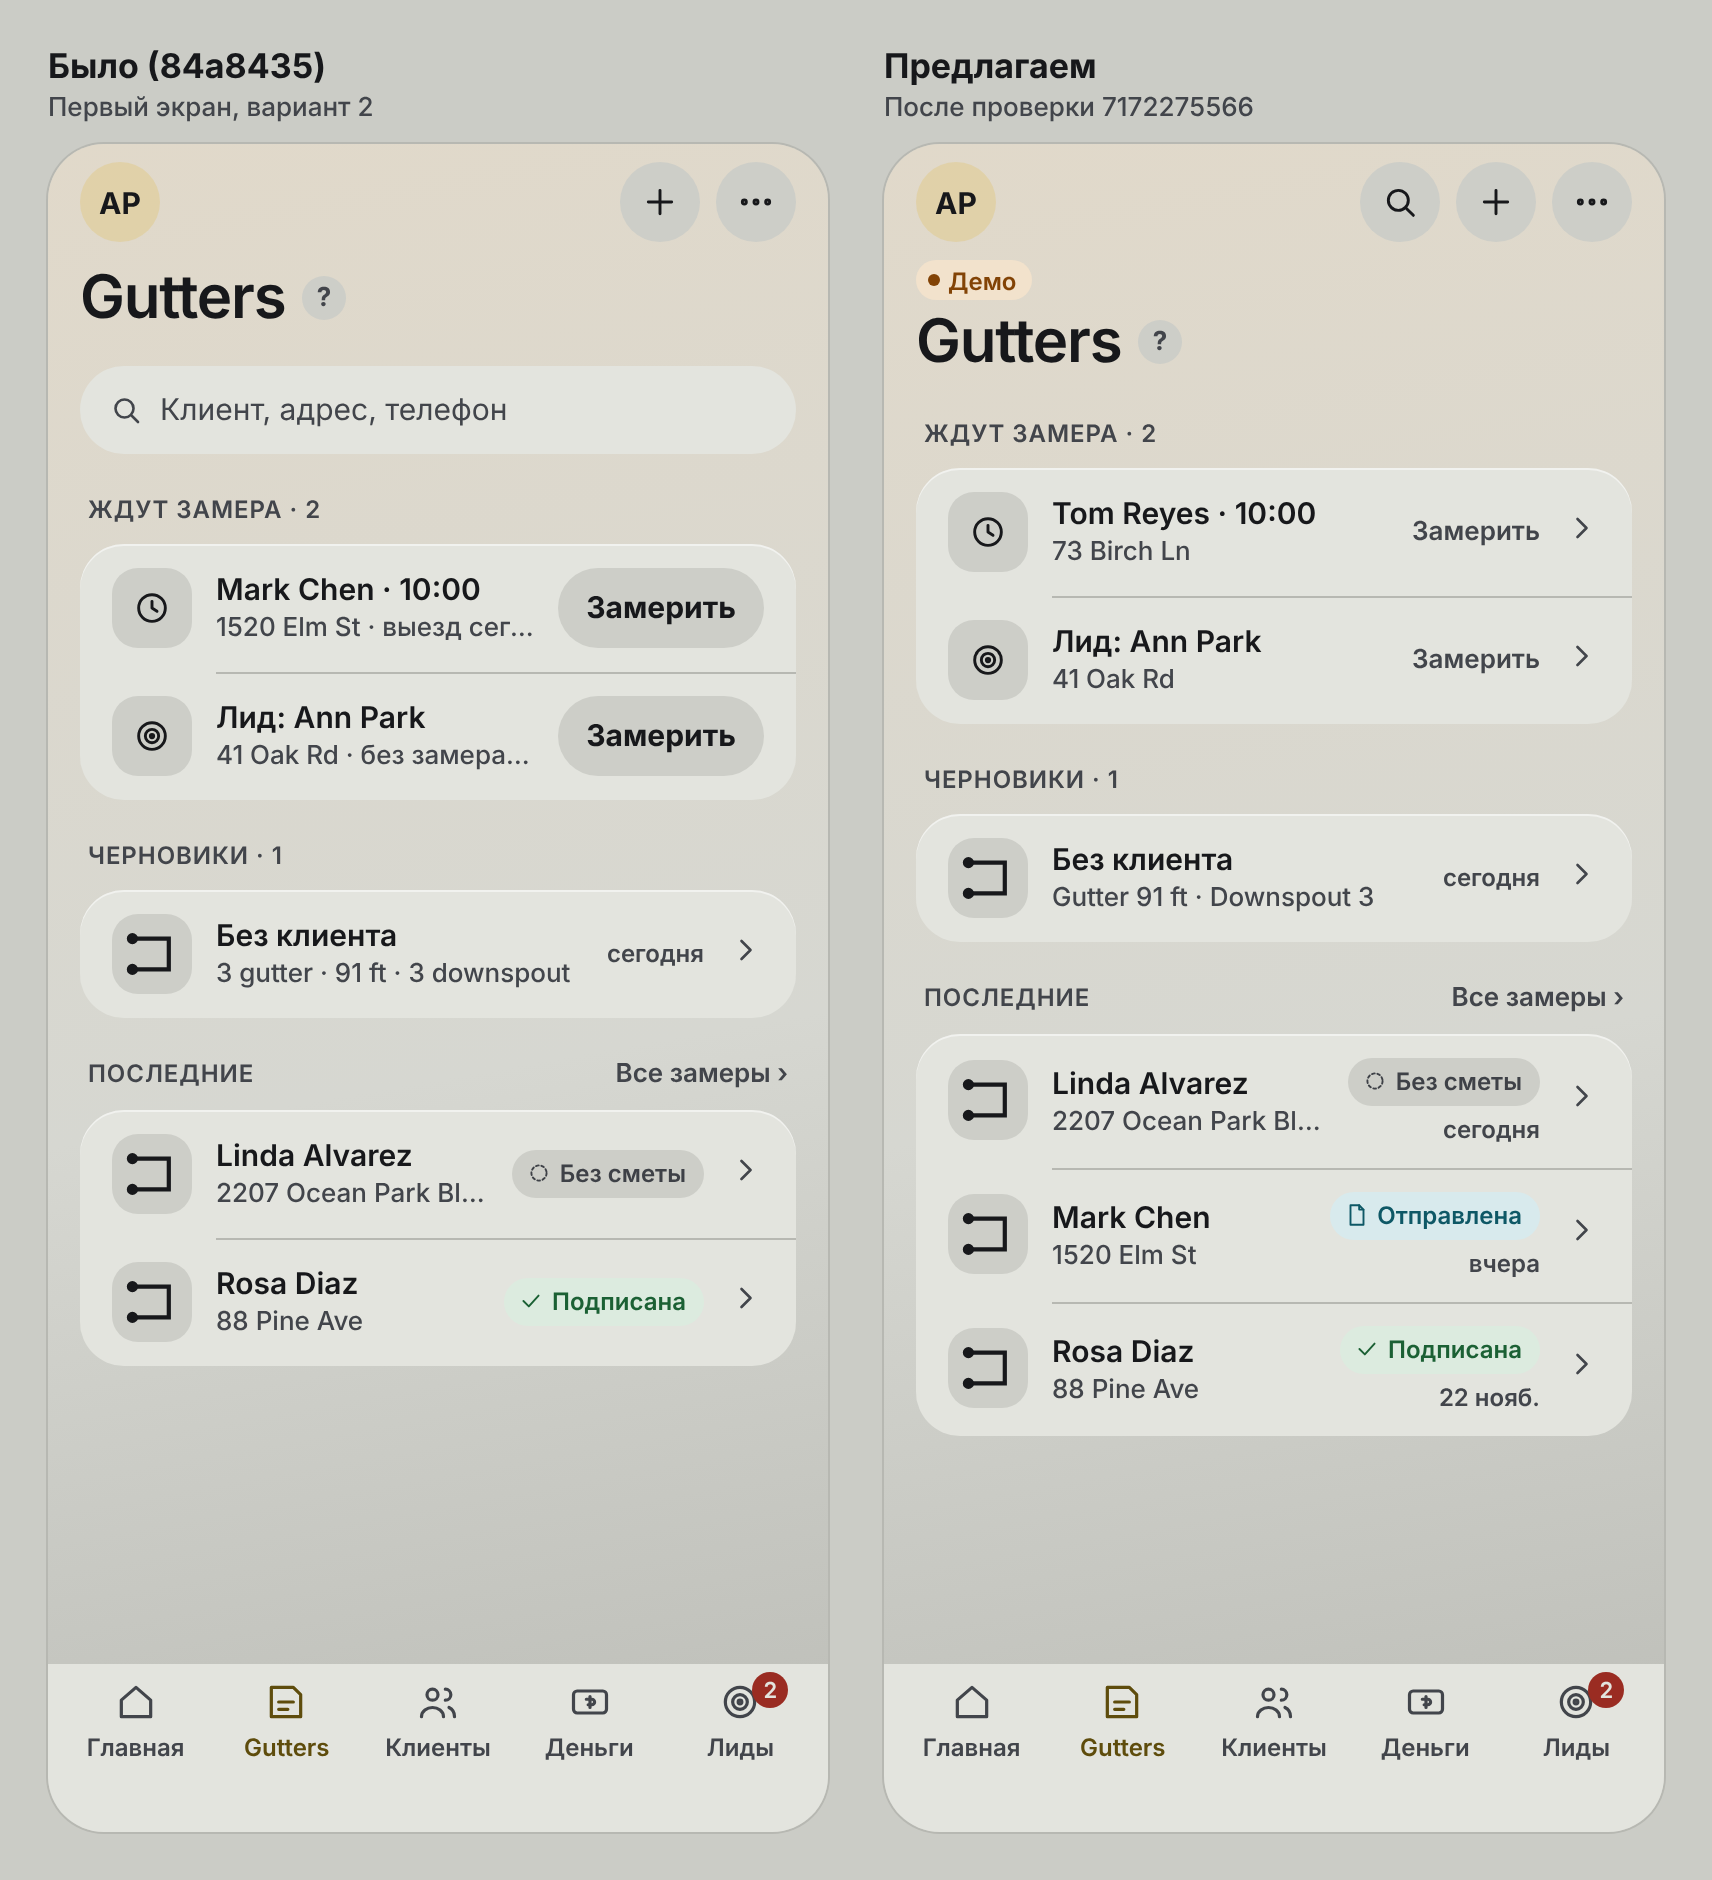 Было (84a8435)
Первый экран, вариант 2
AP
Gutters ?
Клиент, адрес, телефон
ЖДУТ ЗАМЕРА · 2
Mark Chen · 10:00
1520 Elm St · выезд сег...
Замерить
Лид: Ann Park
41 Oak Rd · без замера...
Замерить
ЧЕРНОВИКИ · 1
Без клиента
3 gutter · 91 ft · 3 downspout
сегодня
ПОСЛЕДНИЕ
Все замеры ›
Linda Alvarez
2207 Ocean Park Bl...
Без сметы
Rosa Diaz
88 Pine Ave
Подписана
Главная
Gutters
Клиенты
Деньги
2
Лиды
Предлагаем
После проверки 7172275566
AP
Демо
Gutters ?
ЖДУТ ЗАМЕРА · 2
Tom Reyes · 10:00
73 Birch Ln
Замерить
Лид: Ann Park
41 Oak Rd
Замерить
ЧЕРНОВИКИ · 1
Без клиента
Gutter 91 ft · Downspout 3
сегодня
ПОСЛЕДНИЕ
Все замеры ›
Linda Alvarez
2207 Ocean Park Bl...
Без сметы
сегодня
Mark Chen
1520 Elm St
Отправлена
вчера
Rosa Diaz
88 Pine Ave
Подписана
22 нояб.
Главная
Gutters
Клиенты
Деньги
2
Лиды